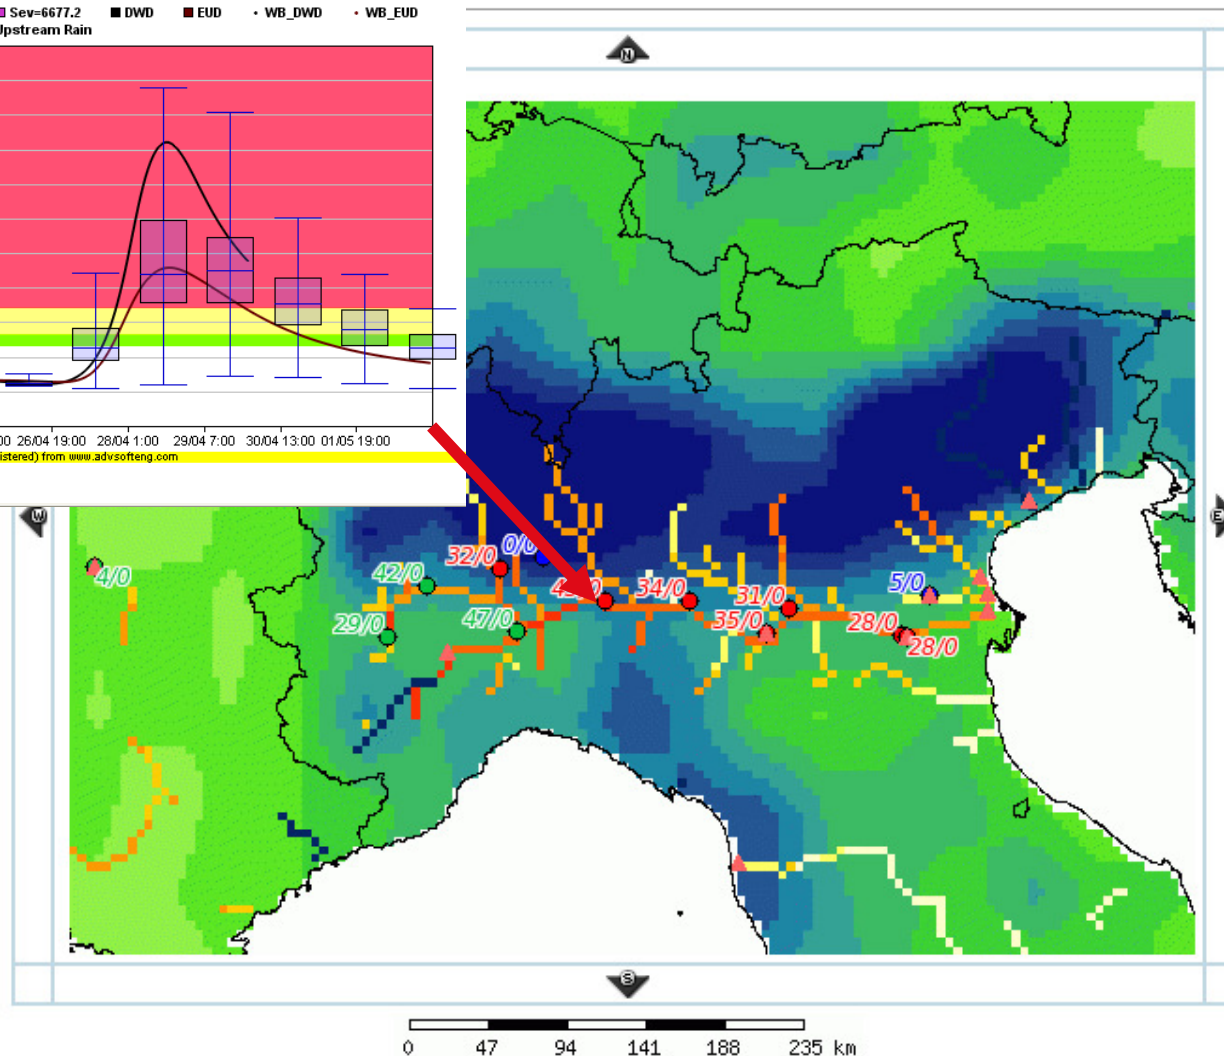 Sev=6677.2 DWD EUD WB_DWD WB_EUD
Upstream Rain
00 26/04 19:00 28/04 1:00 29/04 7:00 30/04 13:00 01/05 19:00
istered) from www.advsofteng.com
N
W
E
4/0
42/0
32/0
0/0
34/0
31/0
5/0
29/0
47/0
35/0
28/0
28/0
S
0 47 94 141 188 235 km